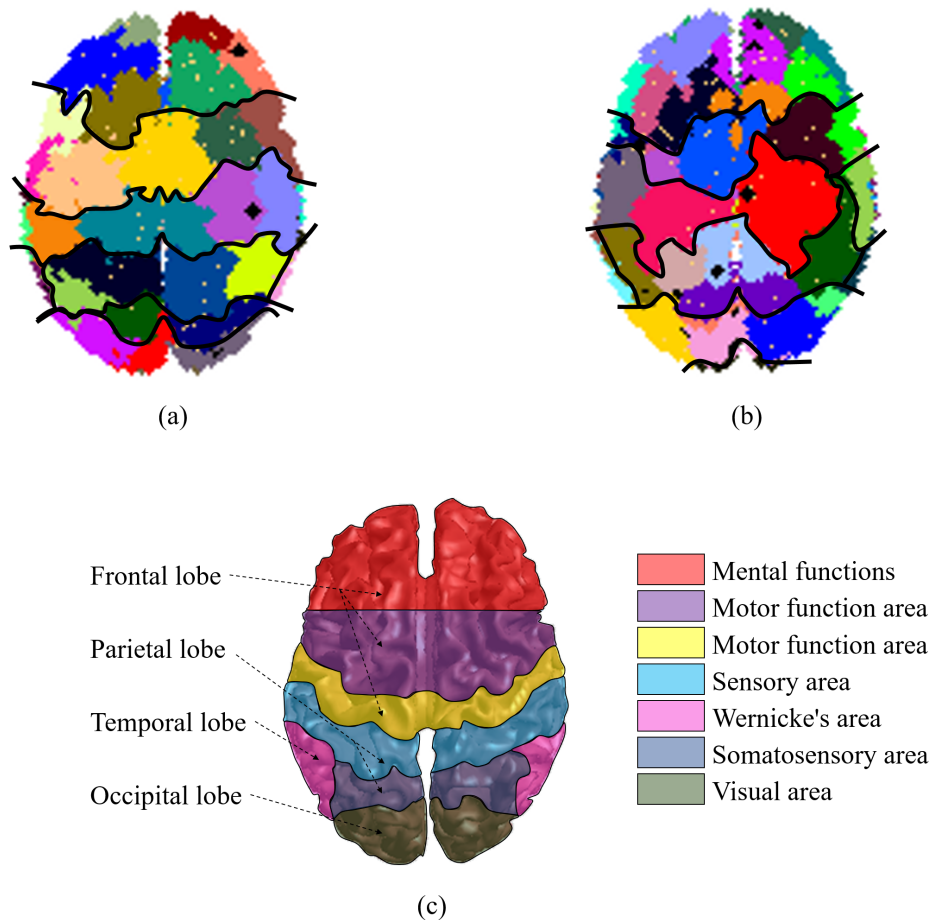 (a)
(b)
Frontal lobe
Parietal lobe
Temporal lobe
Occipital lobe
Mental functions
Motor function area
Motor function area
Sensory area
Wernicke's area
Somatosensory area
Visual area
(c)